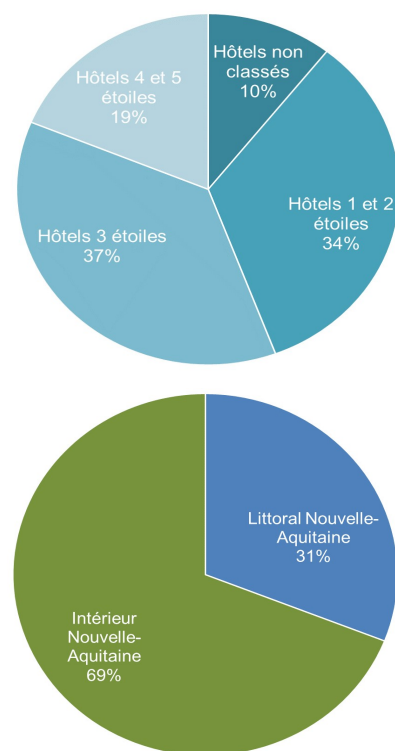 Hôtels non
classés
10%
Hôtels 4 et 5
étoiles
19%
Hôtels 1 et 2
étoiles
34%
Hôtels 3 étoiles
37%
Littoral Nouvelle-
Aquitaine
31%
Intérieur
Nouvelle-
Aquitaine
69%